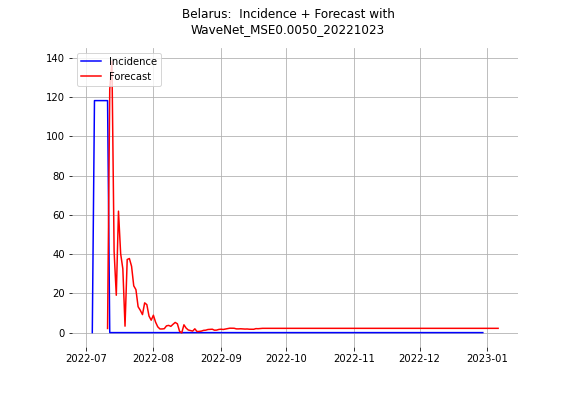 Belarus:  Incidence + Forecast with
WaveNet_MSE0.0050_20221023
Incidence
Forecast
140
120
100
80
60
40
20
0
2022-07 2022-08 2022-09 2022-10 2022-11 2022-12 2023-01